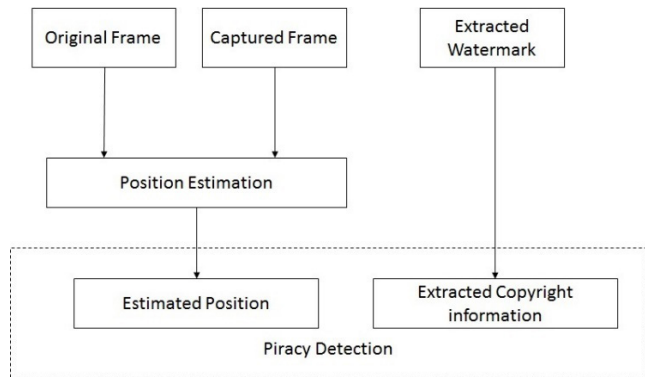 Original Frame
Captured Frame
Extracted
Watermark
Position Estimation
Estimated Position
Extracted Copyright
information
Piracy Detection